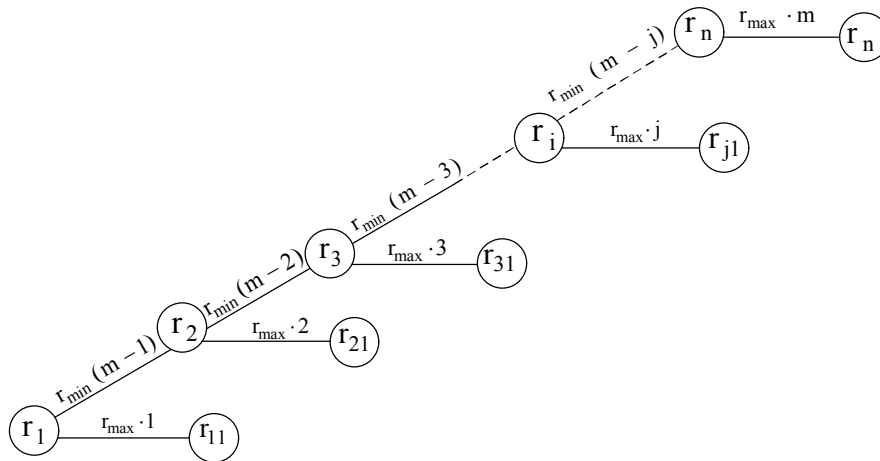 r_n r_max · m r_n
r_min (m – j)
r_i r_max · j r_j1
r_min (m – 3)
r_3 r_max · 3 r_31
r_min (m – 2)
r_2 r_max · 2 r_21
r_min (m – 1)
r_1 r_max · 1 r_11